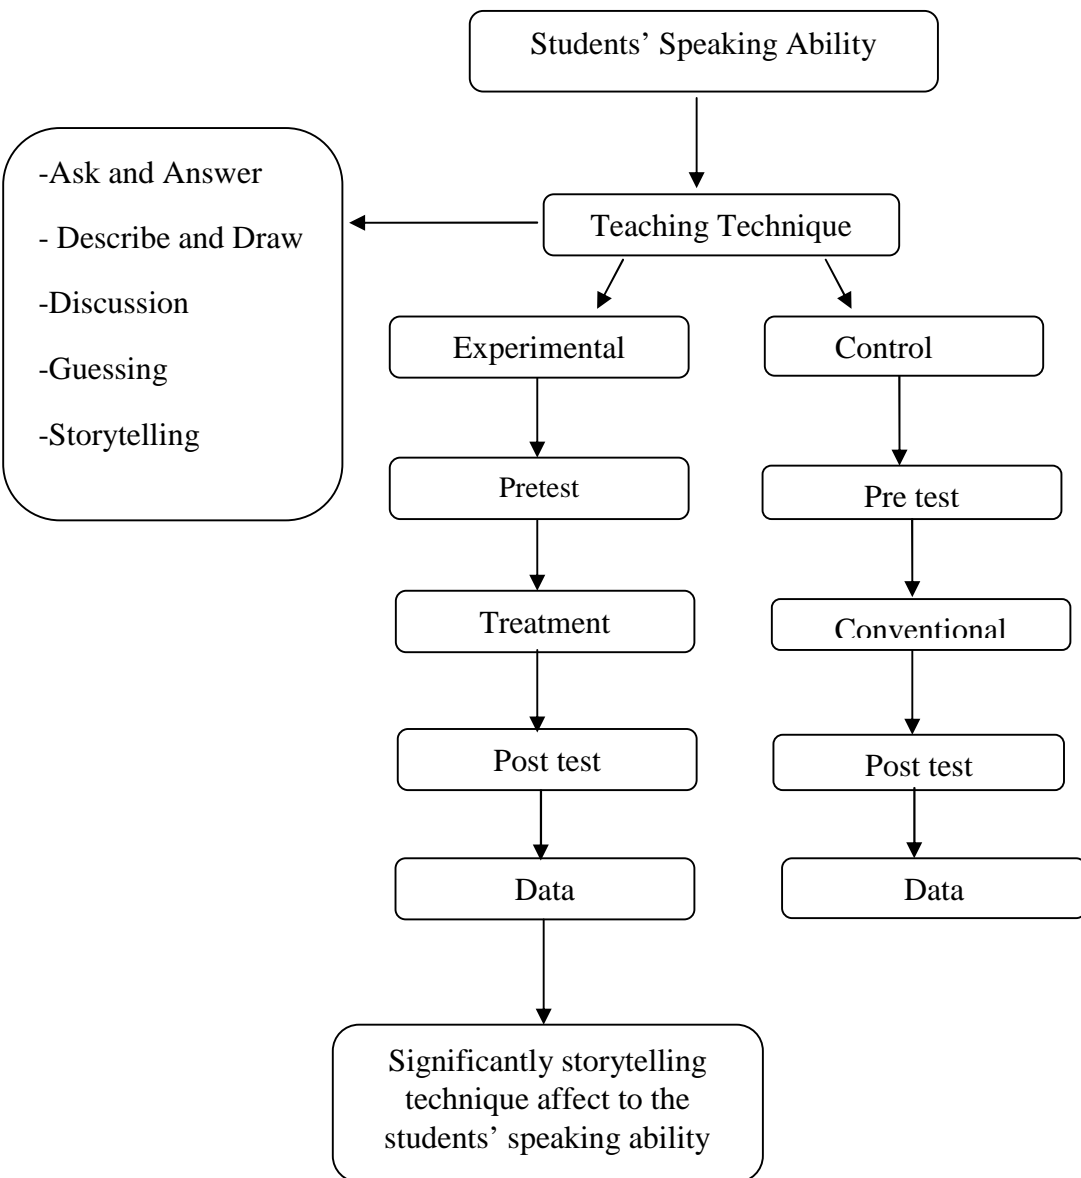 Students’ Speaking Ability
-Ask and Answer
- Describe and Draw
-Discussion
-Guessing
-Storytelling
Teaching Technique
Experimental
Control
Pretest
Pre test
Treatment
Conventional
Post test
Post test
Data
Data
Significantly storytelling
technique affect to the
students’ speaking ability